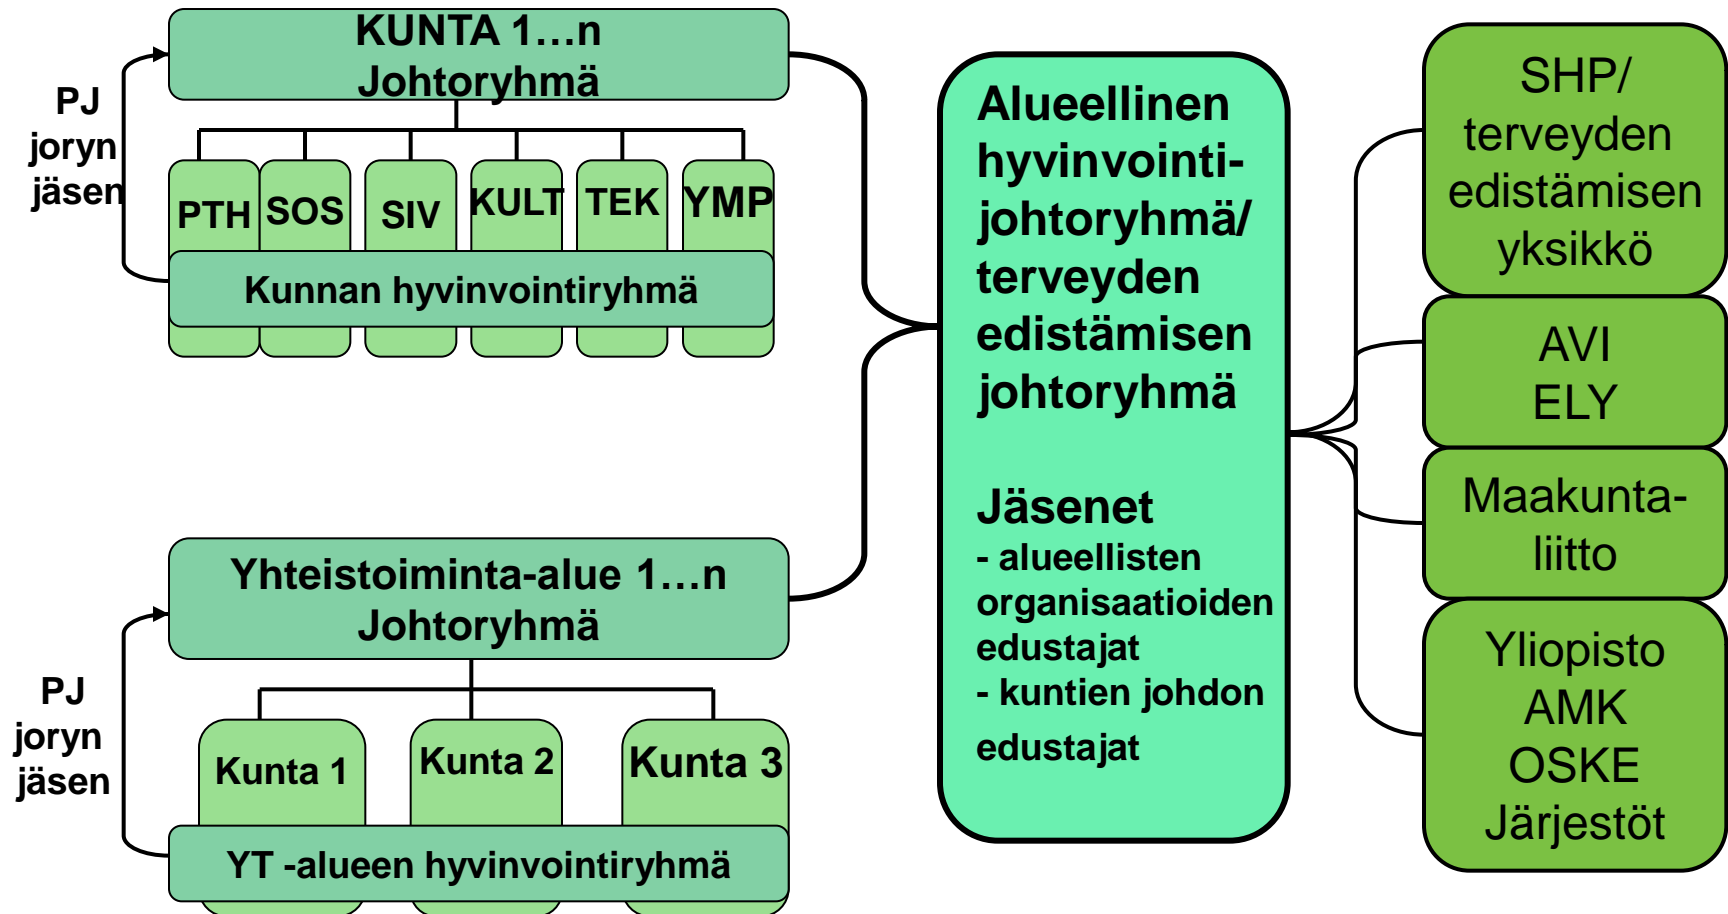 KUNTA 1…n
Johtoryhmä
PJ
joryn
jäsen
PTH
SOS
SIV
KULT
TEK
YMP
Kunnan hyvinvointiryhmä
Yhteistoiminta-alue 1…n
Johtoryhmä
PJ
joryn
jäsen
Kunta 1
Kunta 2
Kunta 3
YT -alueen hyvinvointiryhmä
Alueellinen
hyvinvointi-
johtoryhmä/
terveyden
edistämisen
johtoryhmä
Jäsenet
- alueellisten
organisaatioiden
edustajat
- kuntien johdon
edustajat
SHP/
terveyden
edistämisen
yksikkö
AVI
ELY
Maakunta-
liitto
Yliopisto
AMK
OSKE
Järjestöt